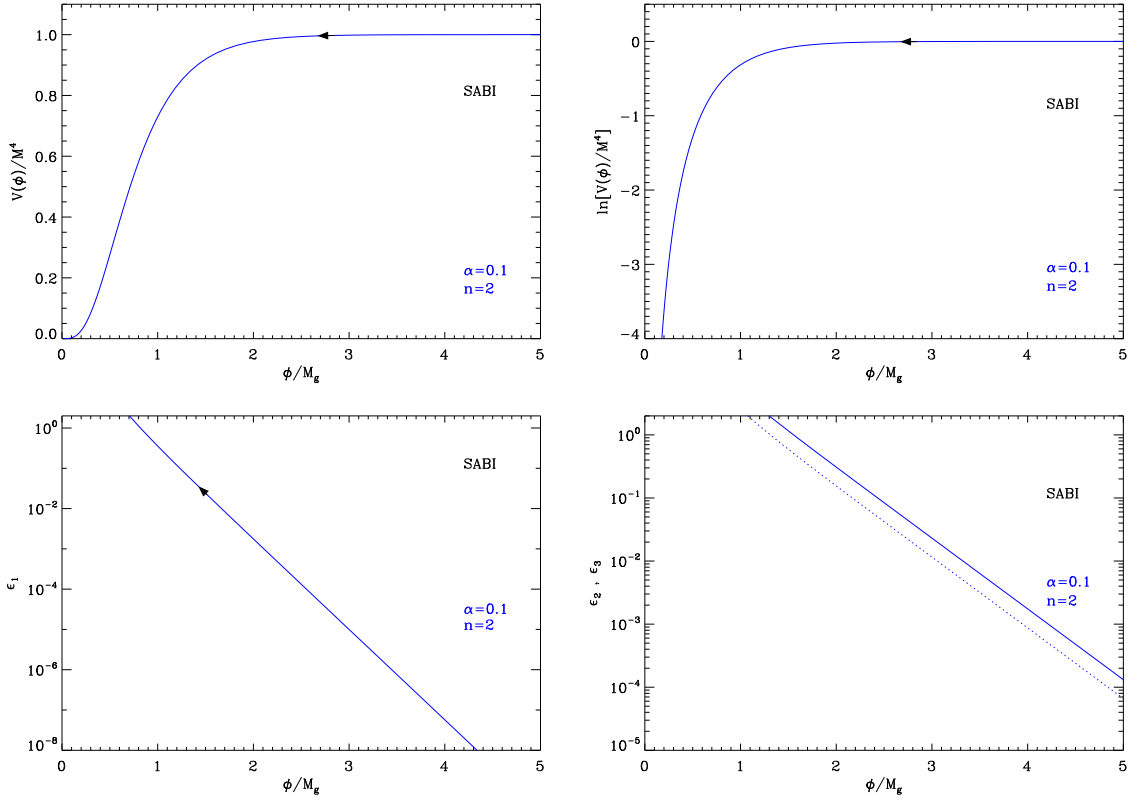 V(ϕ)/M⁴
1.0
0.8
0.6
0.4
0.2
0.0
SABI
α=0.1
n=2
0 1 2 3 4 5
ϕ/M_g
ln[V(ϕ)/M⁴]
0
−1
−2
−3
−4
SABI
α=0.1
n=2
0 1 2 3 4 5
ϕ/M_g
ϵ₁
10⁰
10⁻²
10⁻⁴
10⁻⁶
10⁻⁸
SABI
α=0.1
n=2
0 1 2 3 4 5
ϕ/M_g
ϵ₂ , ϵ₃
10⁰
10⁻¹
10⁻²
10⁻³
10⁻⁴
10⁻⁵
SABI
α=0.1
n=2
0 1 2 3 4 5
ϕ/M_g